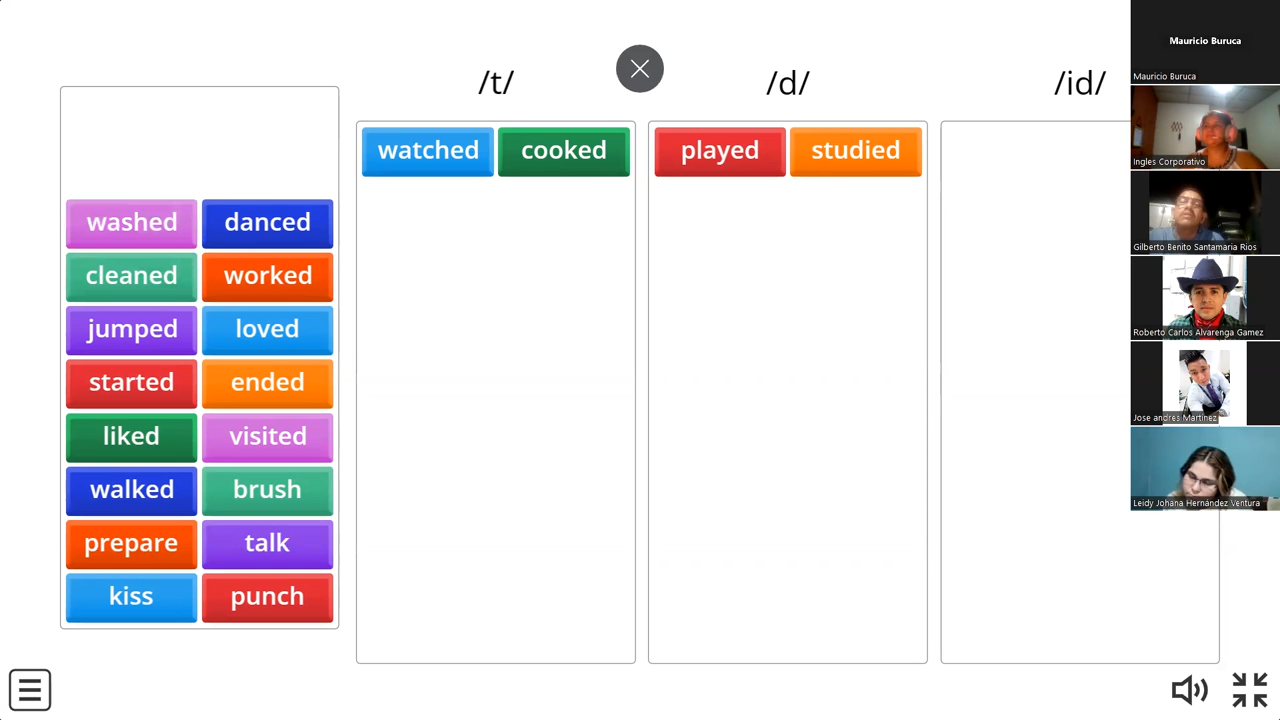 /t/ /d/ /id/
watched cooked played studied
washed danced
cleaned worked
jumped loved
started ended
liked visited
walked brush
prepare talk
kiss punch
Mauricio Buruca
Mauricio Buruca
Ingles Corporativo
Gilberto Benito Santamaria Rios
Roberto Carlos Alvarenga Gamez
Jose andres Martinez
Leidy Johana Hernández Ventura